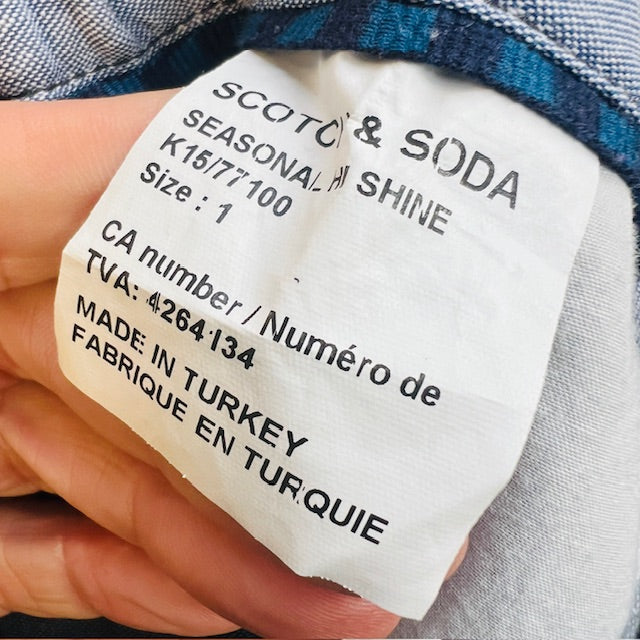 SCOTCH & SODA
SEASONAL HI SHINE
K15/77100
Size : 1
CA number / Numéro de
TVA: 4264134
MADE IN TURKEY
FABRIQUE EN TURQUIE